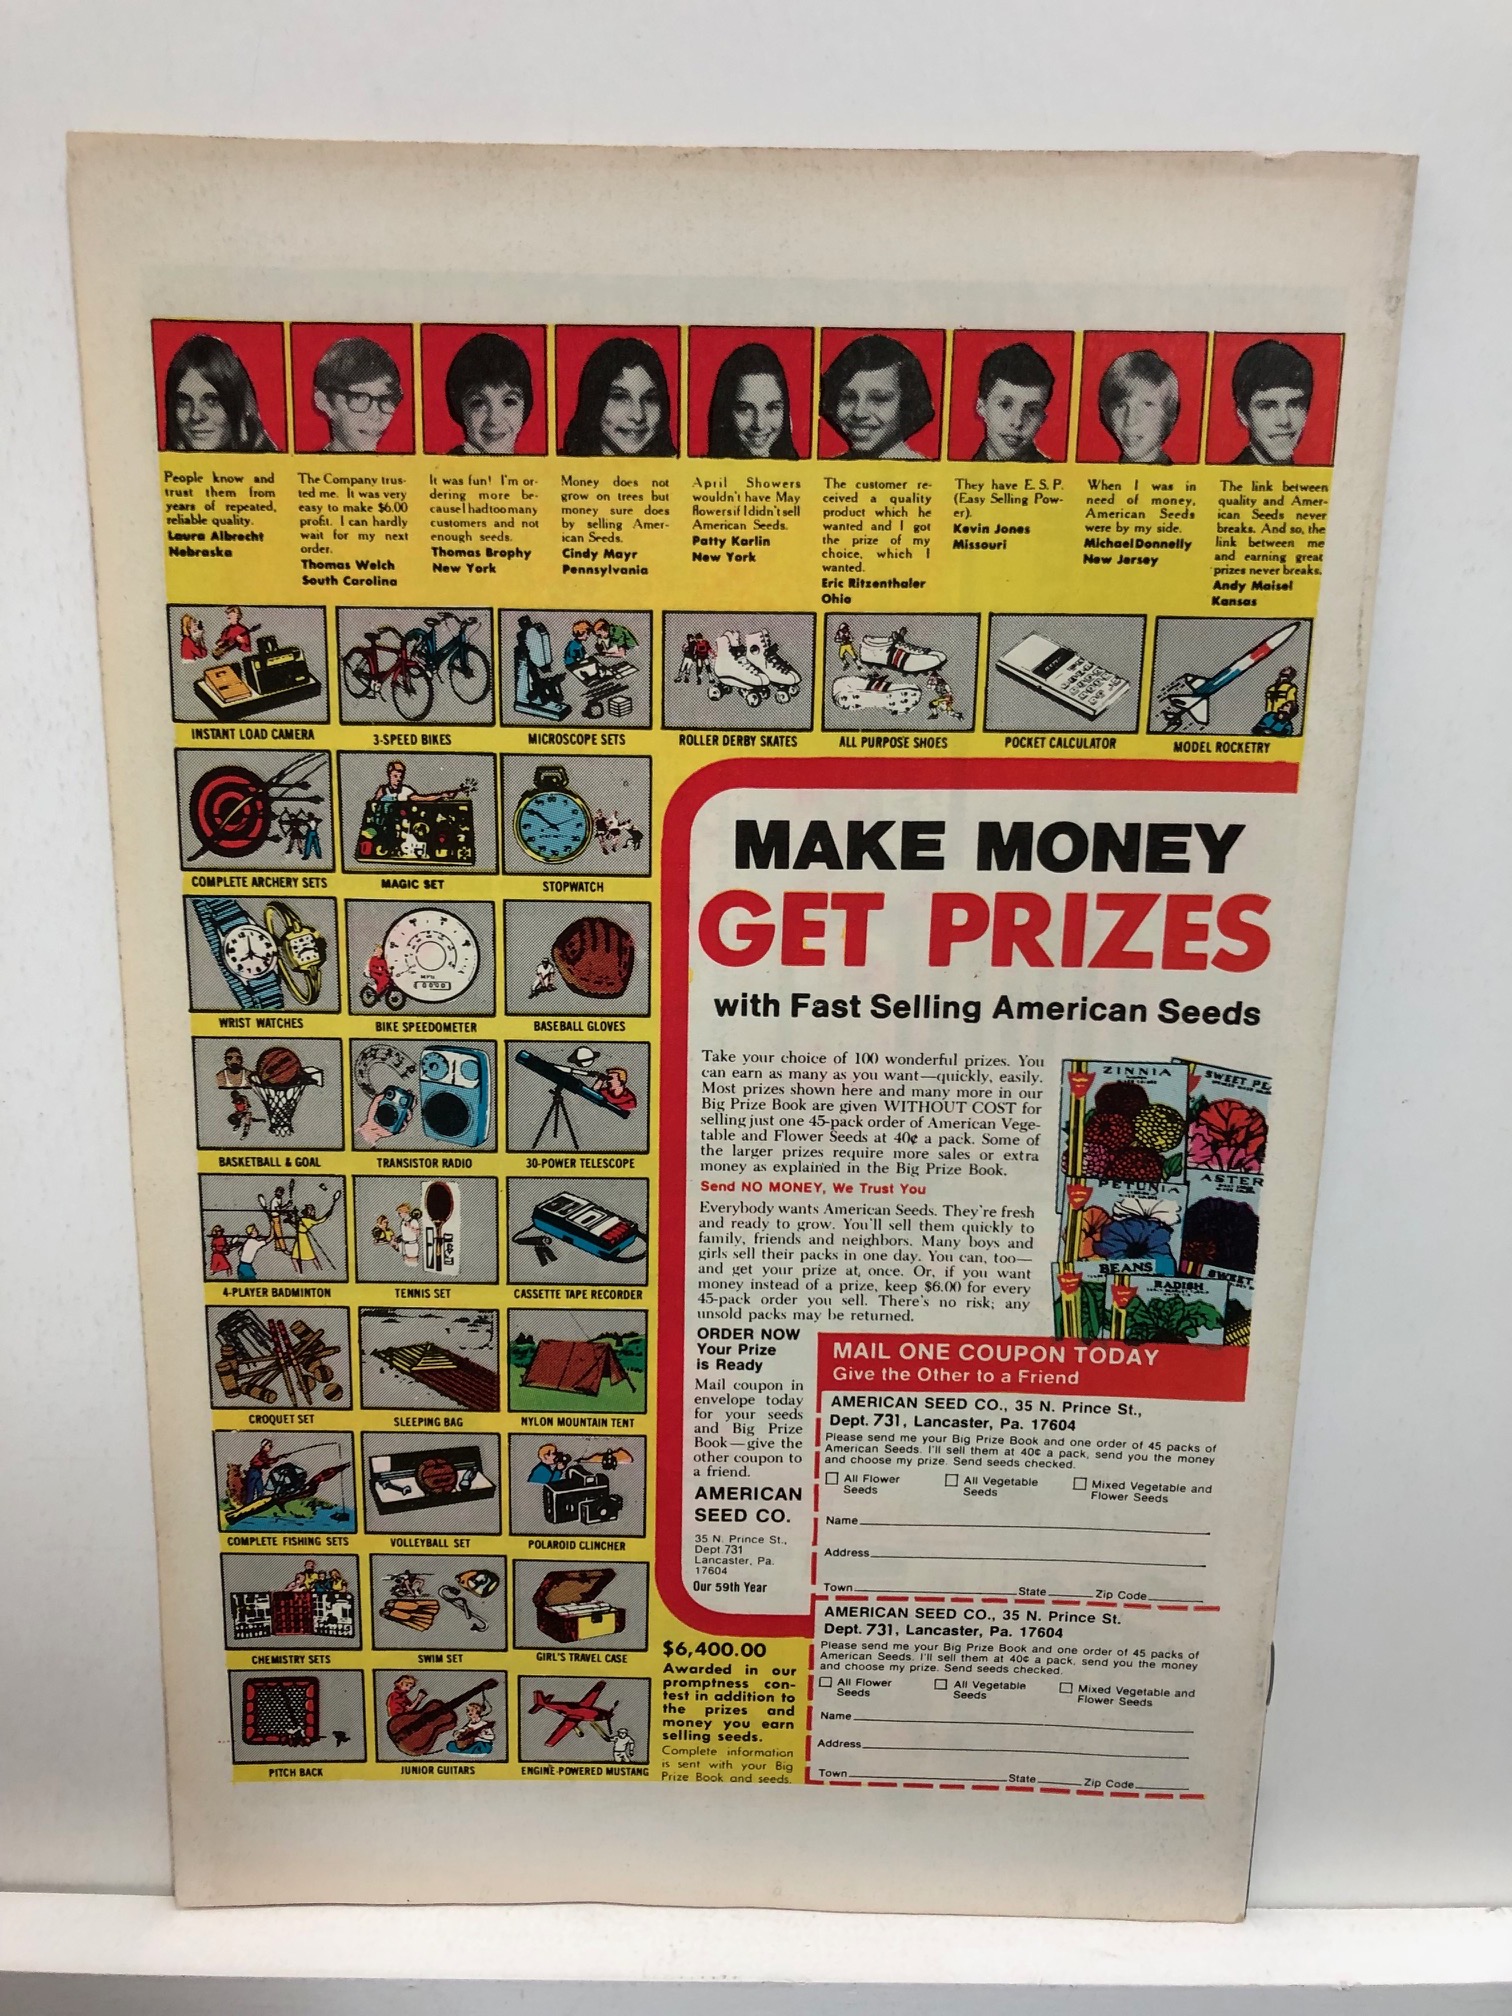 People know and
trust them from
years of repeated,
reliable quality.
Laura Albrecht
Nebraska
The Company trus-
ted me. It was very
easy to make $6.00
profit. I can hardly
wait for my next
order.
Thomas Welch
South Carolina
It was fun! I'm or-
dering more be-
cause I had too many
customers and not
enough seeds.
Thomas Brophy
New York
Money does not
grow on trees but
money sure does
by selling Amer-
ican Seeds.
Cindy Mayr
Pennsylvania
April Showers
wouldn't have May
flowers if I didn't sell
American Seeds.
Patty Karlin
New York
The customer re-
ceived a quality
product which he
wanted and I got
the prize of my
choice, which I
wanted.
Eric Ritzenthaler
Ohio
They have E. S. P.
(Easy Selling Pow-
er).
Kevin Jones
Missouri
When I was in
need of money,
American Seeds
were by my side.
Michael Donnelly
New Jersey
The link between
quality and Amer-
ican Seeds never
breaks. And so, the
link between me
and earning great
prizes never breaks.
Andy Maisel
Kansas
INSTANT LOAD CAMERA
3-SPEED BIKES
MICROSCOPE SETS
ROLLER DERBY SKATES
ALL PURPOSE SHOES
POCKET CALCULATOR
MODEL ROCKETRY
COMPLETE ARCHERY SETS
MAGIC SET
STOPWATCH
WRIST WATCHES
BIKE SPEEDOMETER
BASEBALL GLOVES
BASKETBALL & GOAL
TRANSISTOR RADIO
30-POWER TELESCOPE
4-PLAYER BADMINTON
TENNIS SET
CASSETTE TAPE RECORDER
CROQUET SET
SLEEPING BAG
NYLON MOUNTAIN TENT
COMPLETE FISHING SETS
VOLLEYBALL SET
POLAROID CLINCHER
CHEMISTRY SETS
SWIM SET
GIRL'S TRAVEL CASE
PITCH BACK
JUNIOR GUITARS
ENGINE-POWERED MUSTANG
MAKE MONEY
GET PRIZES
with Fast Selling American Seeds
Take your choice of 100 wonderful prizes. You
can earn as many as you want—quickly, easily.
Most prizes shown here and many more in our
Big Prize Book are given WITHOUT COST for
selling just one 45-pack order of American Vege-
table and Flower Seeds at 40¢ a pack. Some of
the larger prizes require more sales or extra
money as explained in the Big Prize Book.
Send NO MONEY, We Trust You
Everybody wants American Seeds. They're fresh
and ready to grow. You'll sell them quickly to
family, friends and neighbors. Many boys and
girls sell their packs in one day. You can, too—
and get your prize at once. Or, if you want
money instead of a prize, keep $6.00 for every
45-pack order you sell. There's no risk; any
unsold packs may be returned.
ZINNIA
SWEET PE
PETUNIA
ASTER
BEANS
RADISH
SWEET
ORDER NOW
Your Prize
is Ready
Mail coupon in
envelope today
for your seeds
and Big Prize
Book—give the
other coupon to
a friend.
AMERICAN
SEED CO.
35 N. Prince St.,
Dept.731
Lancaster, Pa.
17604
Our 59th Year
$6,400.00
Awarded in our
promptness con-
test in addition to
the prizes and
money you earn
selling seeds.
Complete information
is sent with your Big
Prize Book and seeds.
MAIL ONE COUPON TODAY
Give the Other to a Friend
AMERICAN SEED CO., 35 N. Prince St.,
Dept. 731, Lancaster, Pa. 17604
Please send me your Big Prize Book and one order of 45 packs of
American Seeds. I'll sell them at 40¢ a pack, send you the money
and choose my prize. Send seeds checked.
All Flower Seeds
All Vegetable Seeds
Mixed Vegetable and Flower Seeds
Name
Address
Town State Zip Code
AMERICAN SEED CO., 35 N. Prince St.
Dept. 731, Lancaster, Pa. 17604
Please send me your Big Prize Book and one order of 45 packs of
American Seeds. I'll sell them at 40¢ a pack, send you the money
and choose my prize. Send seeds checked.
All Flower Seeds
All Vegetable Seeds
Mixed Vegetable and Flower Seeds
Name
Address
Town State Zip Code